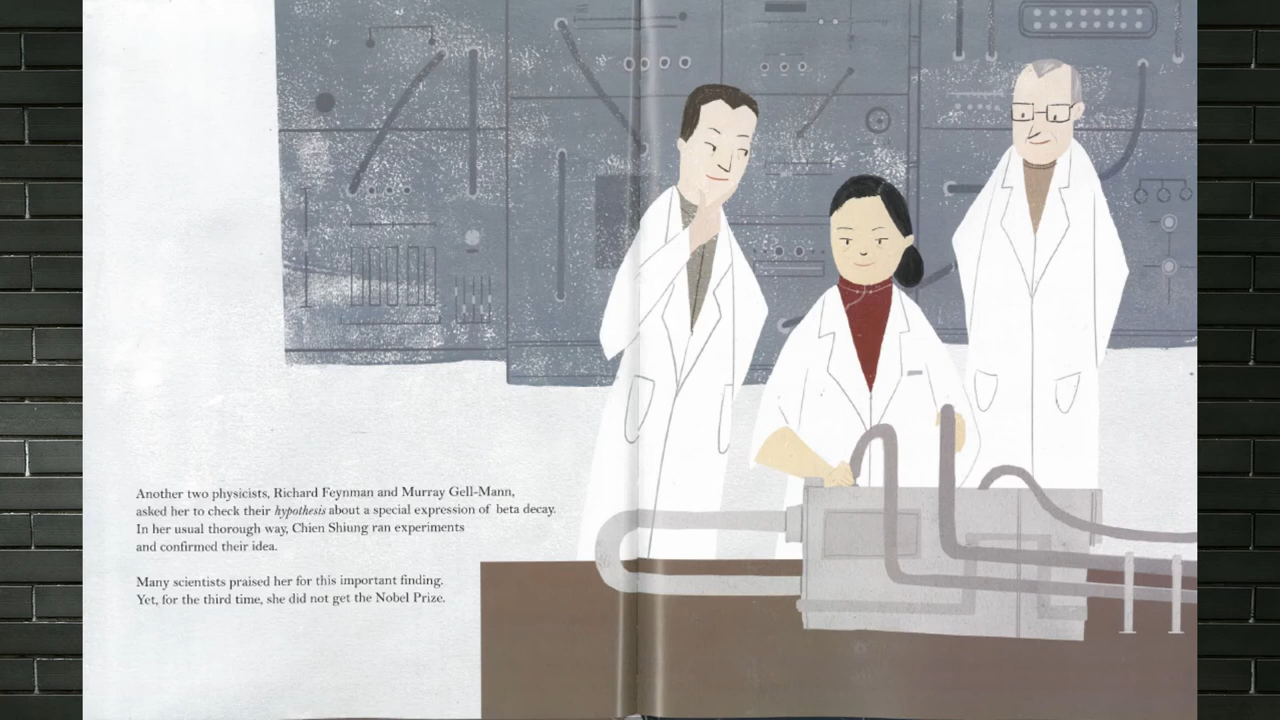 Another two physicists, Richard Feynman and Murray Gell-Mann,
asked her to check their hypothesis about a special expression of beta decay.
In her usual thorough way, Chien Shiung ran experiments
and confirmed their idea.
Many scientists praised her for this important finding.
Yet, for the third time, she did not get the Nobel Prize.